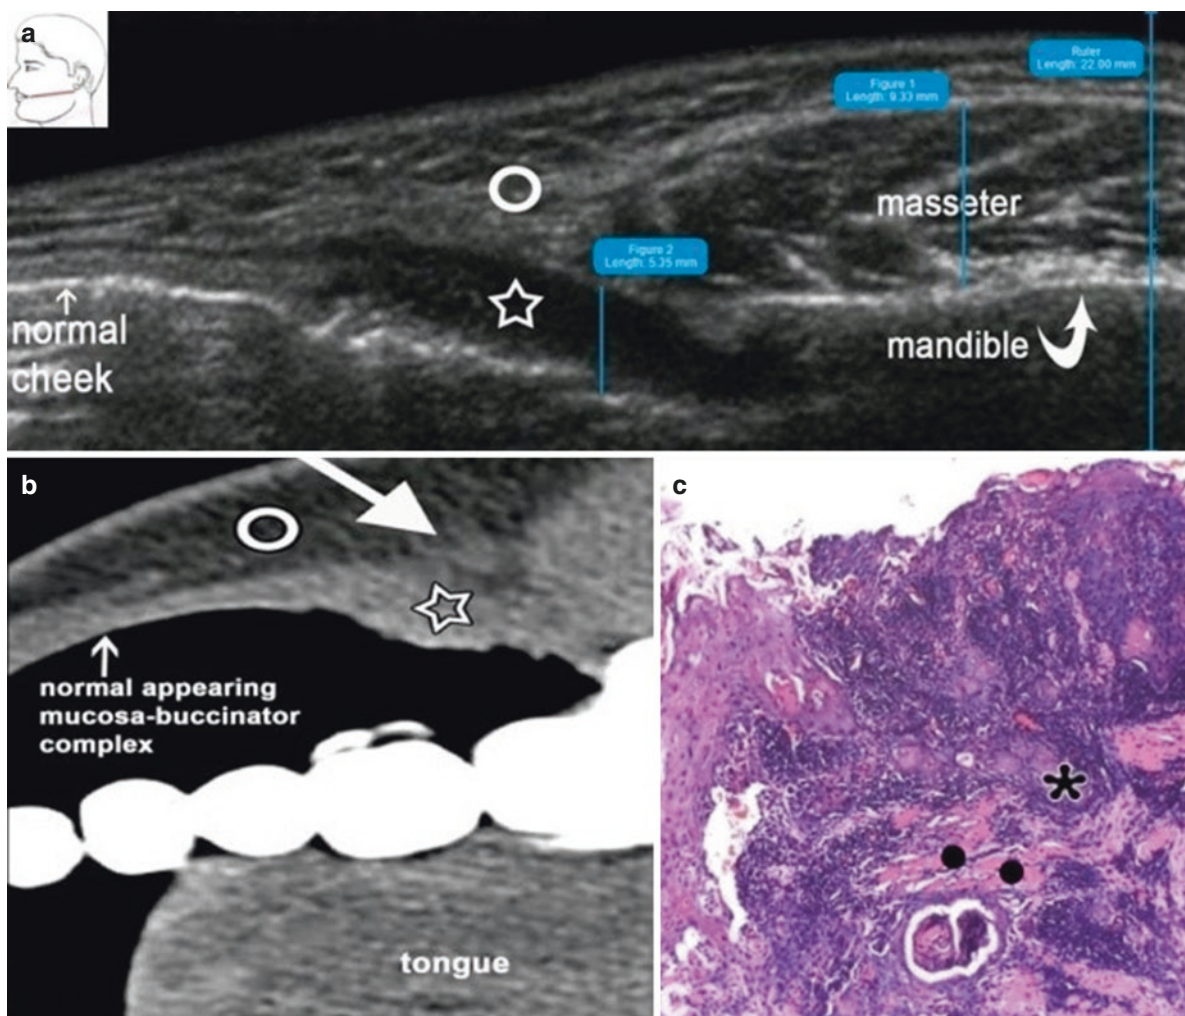 a
Ruler
Length: 22.00 mm
Figure 1
Length: 9.33 mm
masseter
Figure 2
Length: 5.35 mm
normal
cheek
mandible
b
normal appearing
mucosa-buccinator
complex
tongue
c